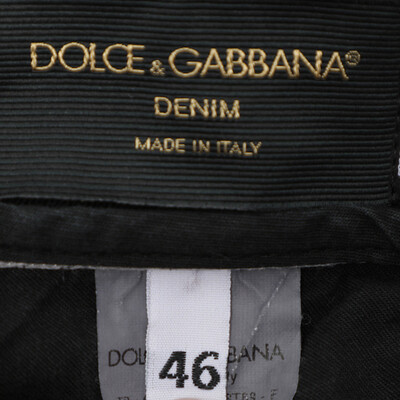 DOLCE & GABBANA®
DENIM
MADE IN ITALY
46